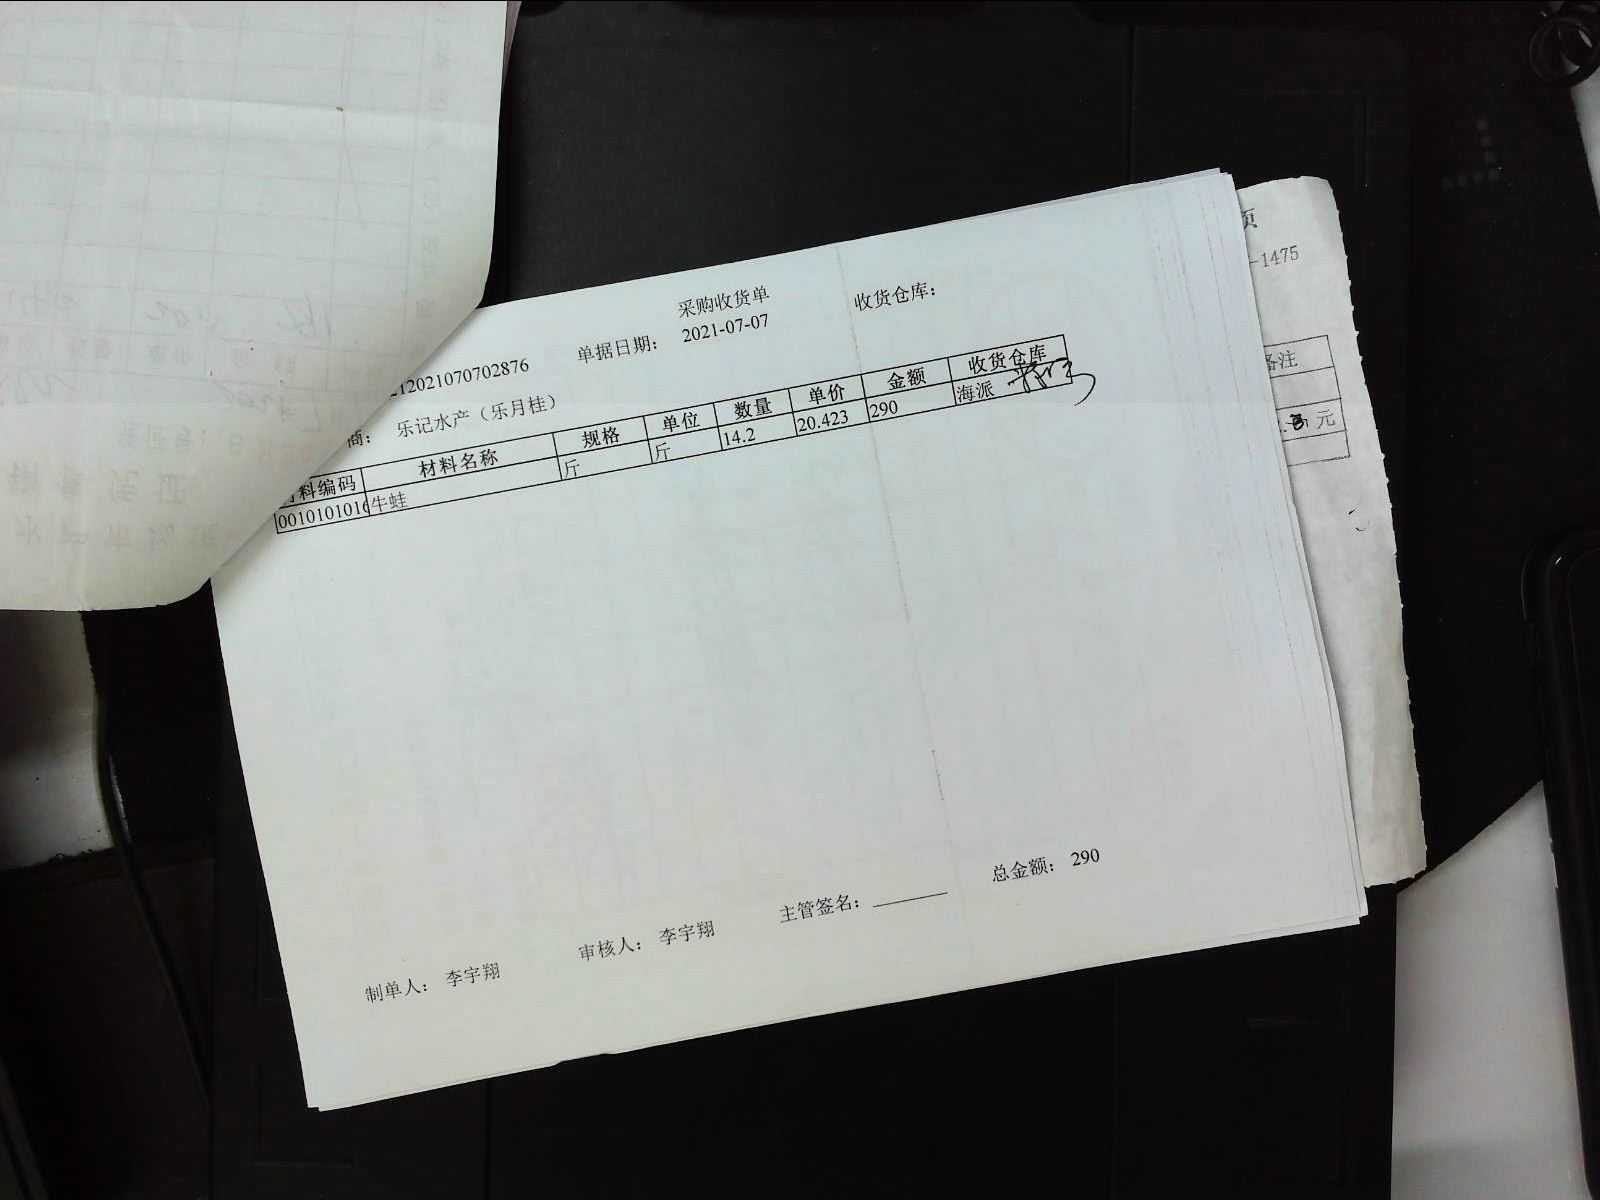 采购收货单
212021070702876 单据日期: 2021-07-07 收货仓库:
商: 乐记水产（乐月桂）
料编码 材料名称 规格 单位 数量 单价 金额 收货仓库
0010101016 牛蛙 斤 斤 14.2 20.423 290 海派
总金额: 290
制单人: 李宇翔 审核人: 李宇翔 主管签名:
页
-1475
备注
元